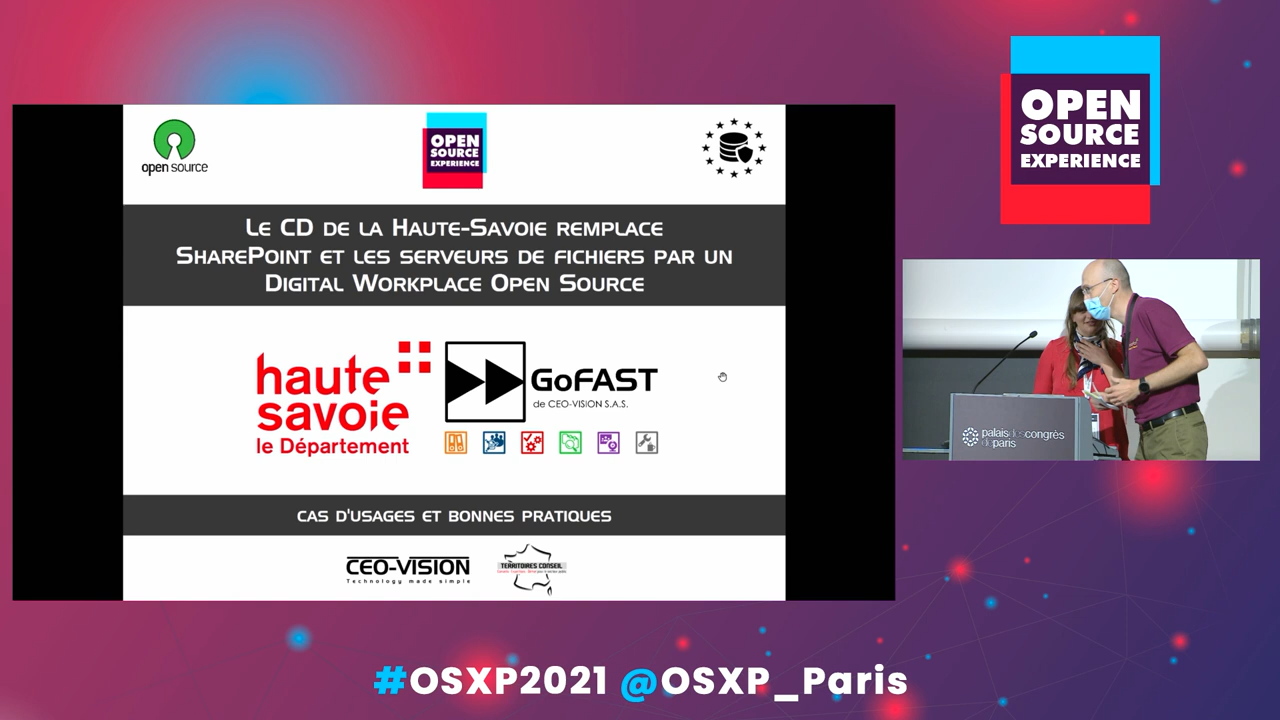 open source
OPEN
SOURCE
EXPERIENCE
Le CD de la Haute-Savoie remplace
SharePoint et les serveurs de fichiers par un
Digital Workplace Open Source
haute
savoie
le Département
GoFAST
de CEO-VISION S.A.S.
cas d'usages et bonnes pratiques
CEO-VISION
Technology made simple
TERRITOIRES CONSEIL
OPEN
SOURCE
EXPERIENCE
palais des congrès
de paris
#OSXP2021 @OSXP_Paris